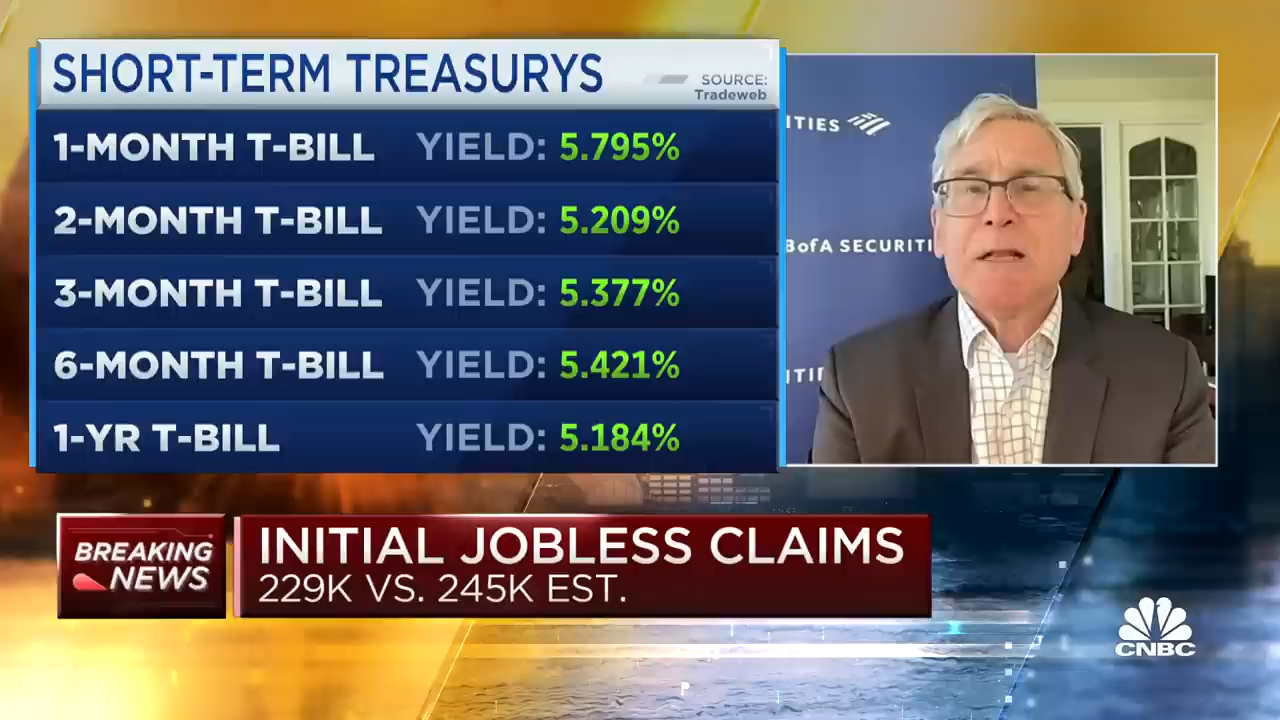 SHORT-TERM TREASURYS
SOURCE:
Tradeweb
1-MONTH T-BILL YIELD: 5.795%
2-MONTH T-BILL YIELD: 5.209%
3-MONTH T-BILL YIELD: 5.377%
6-MONTH T-BILL YIELD: 5.421%
1-YR T-BILL YIELD: 5.184%
ITIES
BofA SECURITI
ITI
BREAKING
NEWS
INITIAL JOBLESS CLAIMS
229K VS. 245K EST.
CNBC